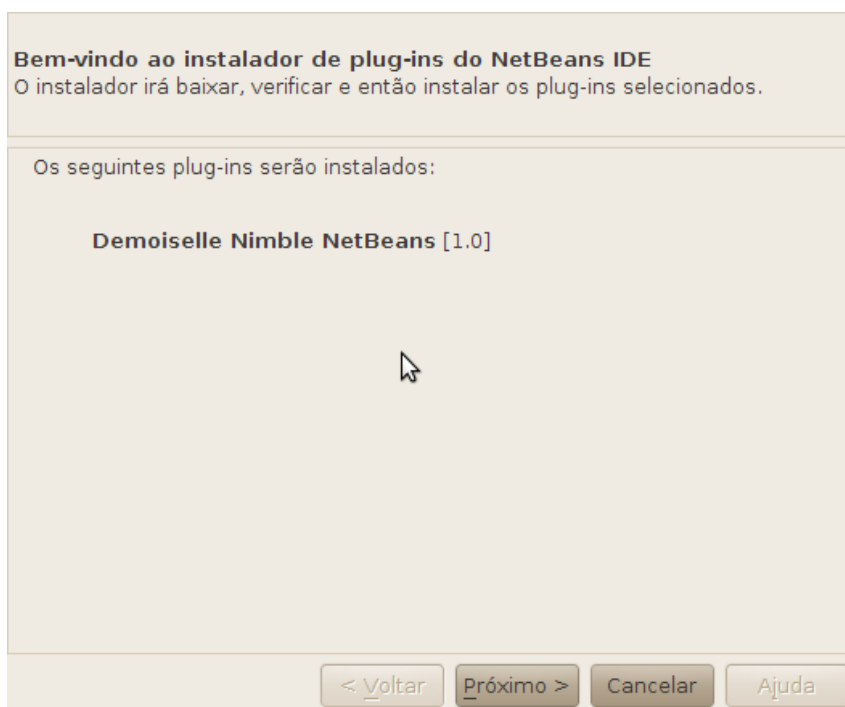 Bem-vindo ao instalador de plug-ins do NetBeans IDE
O instalador irá baixar, verificar e então instalar os plug-ins selecionados.
Os seguintes plug-ins serão instalados:
Demoiselle Nimble NetBeans [1.0]
< Voltar Próximo > Cancelar Ajuda